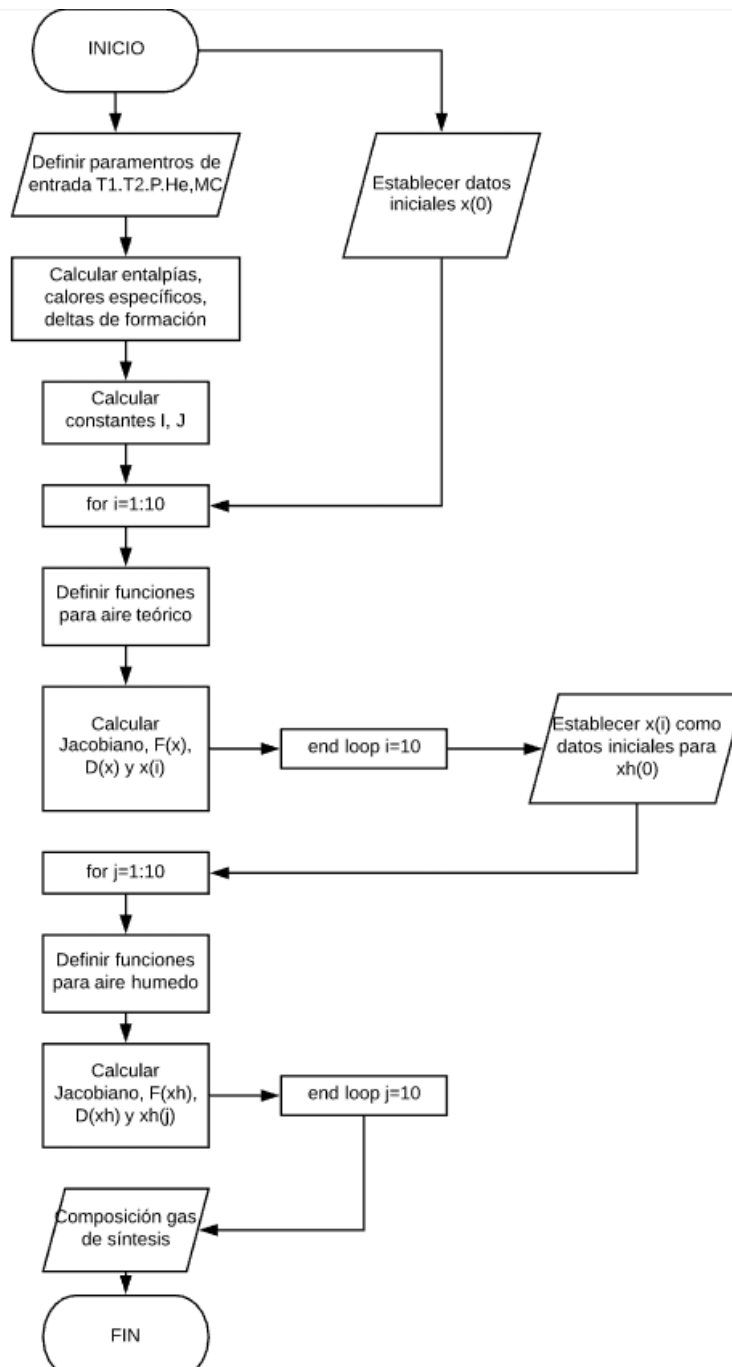 INICIO
Definir paramentros de
entrada T1.T2.P.He,MC
Establecer datos
iniciales x(0)
Calcular entalpías,
calores específicos,
deltas de formación
Calcular
constantes I, J
for i=1:10
Definir funciones
para aire teórico
Calcular
Jacobiano, F(x),
D(x) y x(i)
end loop i=10
Establecer x(i) como
datos iniciales para
xh(0)
for j=1:10
Definir funciones
para aire humedo
Calcular
Jacobiano, F(xh),
D(xh) y xh(j)
end loop j=10
Composición gas
de síntesis
FIN